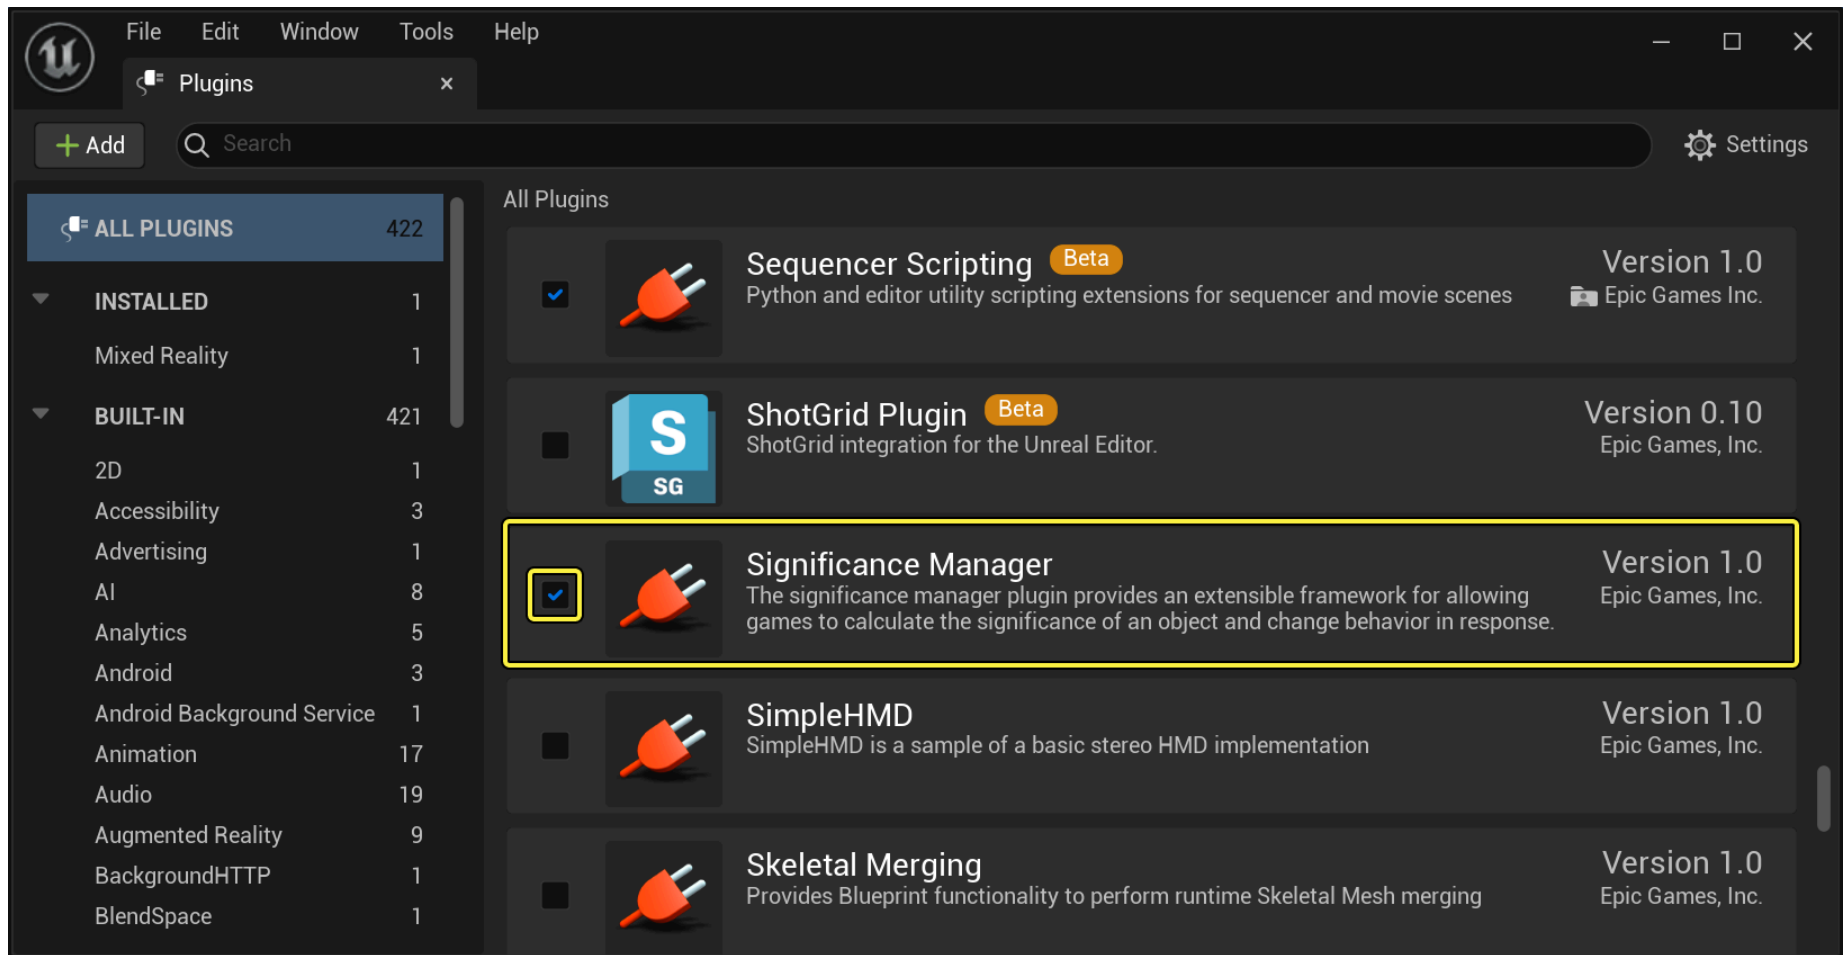 File Edit Window Tools Help
Plugins
Add
Search
Settings
ALL PLUGINS 422
INSTALLED 1
Mixed Reality 1
BUILT-IN 421
2D 1
Accessibility 3
Advertising 1
AI 8
Analytics 5
Android 3
Android Background Service 1
Animation 17
Audio 19
Augmented Reality 9
BackgroundHTTP 1
BlendSpace 1
All Plugins
Sequencer Scripting Beta Version 1.0
Python and editor utility scripting extensions for sequencer and movie scenes Epic Games Inc.
S
SG
ShotGrid Plugin Beta Version 0.10
ShotGrid integration for the Unreal Editor. Epic Games, Inc.
Significance Manager Version 1.0
The significance manager plugin provides an extensible framework for allowing Epic Games, Inc.
games to calculate the significance of an object and change behavior in response.
SimpleHMD Version 1.0
SimpleHMD is a sample of a basic stereo HMD implementation Epic Games, Inc.
Skeletal Merging Version 1.0
Provides Blueprint functionality to perform runtime Skeletal Mesh merging Epic Games, Inc.